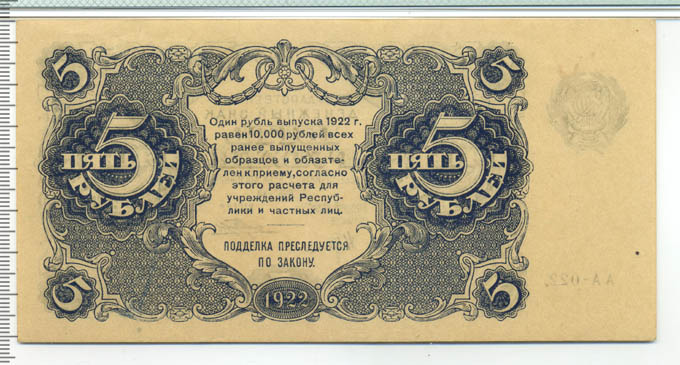 5
5
Один рубль выпуска 1922 г.
равен 10.000 рублей всех
ранее выпущенных
образцов и обязате-
лен к приему, согласно
этого расчета для
учреждений Респуб-
лики и частных лиц.
5
ПЯТЬ
РУБЛЕЙ
5
ПЯТЬ
РУБЛЕЙ
ПОДДЕЛКА ПРЕСЛЕДУЕТСЯ
ПО ЗАКОНУ.
5
1922
5
АА-022